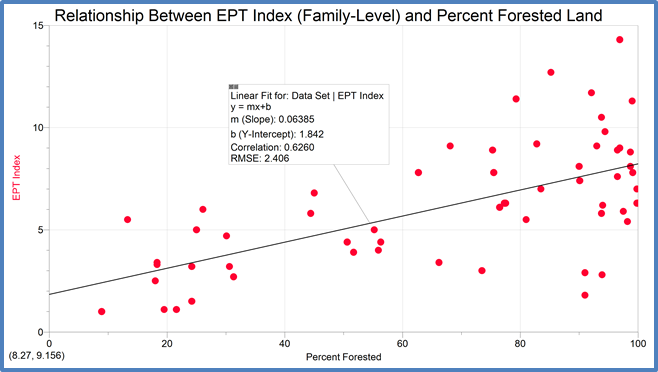 Relationship Between EPT Index (Family-Level) and Percent Forested Land
15
Linear Fit for: Data Set | EPT Index
y = mx+b
m (Slope): 0.06385
b (Y-Intercept): 1.842
Correlation: 0.6260
RMSE: 2.406
10
EPT Index
5
0
0 20 40 60 80 100
(8.27, 9.156)
Percent Forested